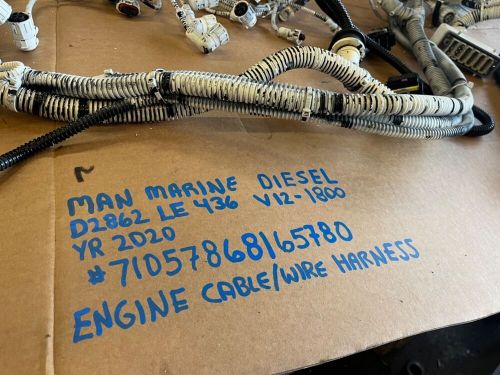 MAN MARINE DIESEL
D2862 LE 436 V12-1800
YR 2020
#71057868165780
ENGINE CABLE/WIRE HARNESS